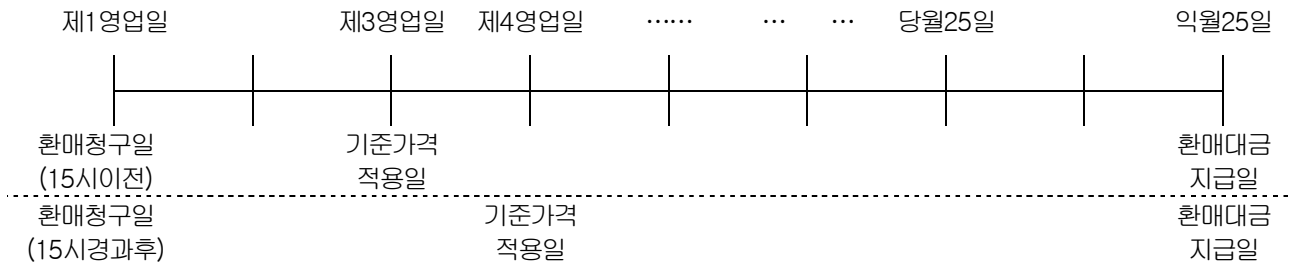 제1영업일 제3영업일 제4영업일 …… … … 당월25일 익월25일
환매청구일 기준가격 환매대금
(15시이전) 적용일 지급일
환매청구일 기준가격 환매대금
(15시경과후) 적용일 지급일